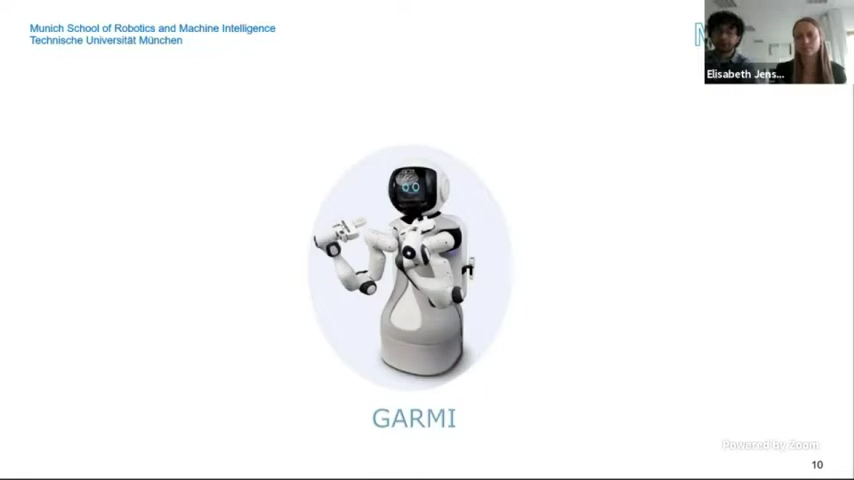 Munich School of Robotics and Machine Intelligence
Technische Universität München
Elisabeth Jens...
GARMI
Powered by Zoom
10